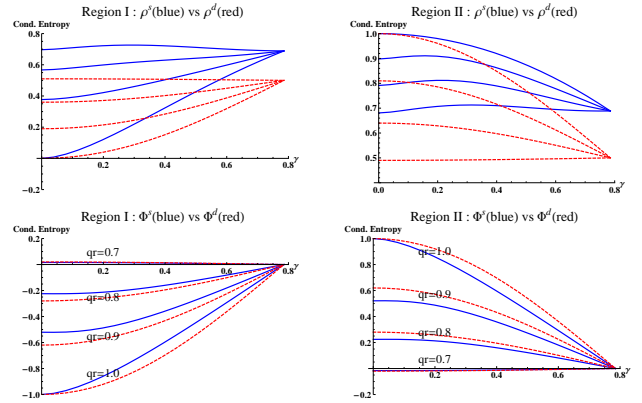 Region I : ρ^s(blue) vs ρ^d(red)
Cond. Entropy
0.8
0.6
0.4
0.2
0.0
-0.2
0.2
0.4
0.6
0.8
γ
Region II : ρ^s(blue) vs ρ^d(red)
Cond. Entropy
1.0
0.9
0.8
0.7
0.6
0.5
0.0
0.2
0.4
0.6
0.8
γ
Region I : Φ^s(blue) vs Φ^d(red)
Cond. Entropy
0.2
-0.2
-0.4
-0.6
-0.8
-1.0
0.2
0.4
0.6
0.8
γ
qr=0.7
qr=0.8
qr=0.9
qr=1.0
Region II : Φ^s(blue) vs Φ^d(red)
Cond. Entropy
1.0
0.8
0.6
0.4
0.2
0.0
-0.2
0.2
0.4
0.6
0.8
γ
qr=1.0
qr=0.9
qr=0.8
qr=0.7